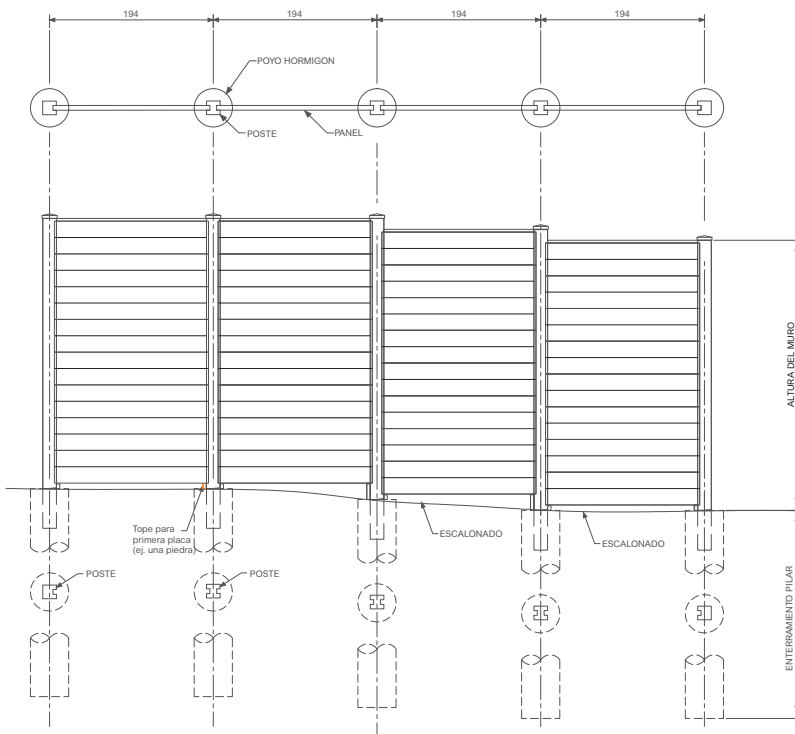 194 194 194 194
POYO HORMIGON
POSTE
PANEL
ALTURA DEL MURO
Tope para
primera placa
(ej. una piedra)
ESCALONADO
ESCALONADO
POSTE
POSTE
ENTERRAMIENTO PILAR